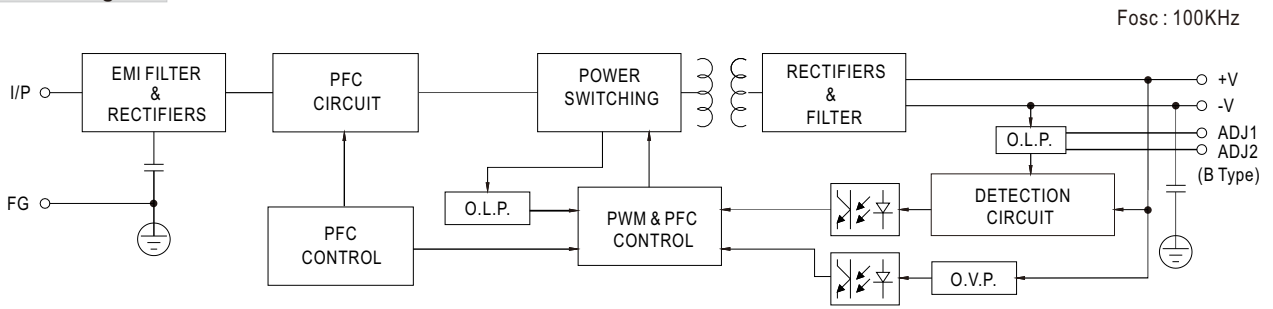 Fosc : 100KHz
I/P
EMI FILTER
&
RECTIFIERS
PFC
CIRCUIT
POWER
SWITCHING
RECTIFIERS
&
FILTER
+V
-V
O.L.P.
ADJ1
ADJ2
(B Type)
FG
PFC
CONTROL
O.L.P.
PWM & PFC
CONTROL
DETECTION
CIRCUIT
O.V.P.